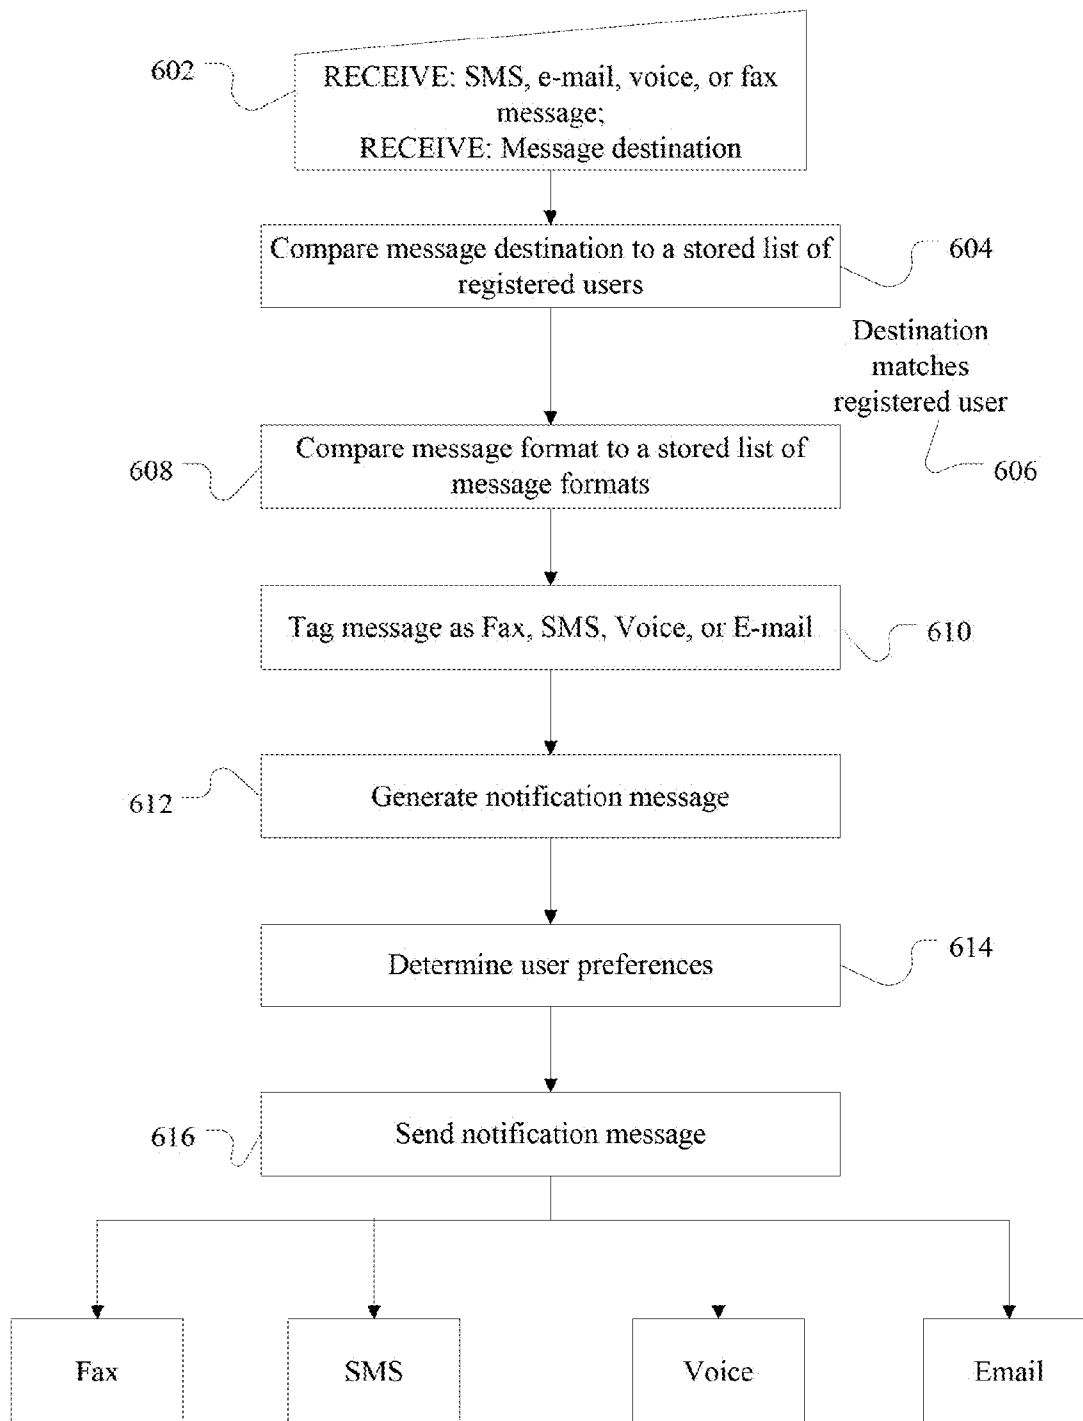 602
RECEIVE: SMS, e-mail, voice, or fax
message;
RECEIVE: Message destination
Compare message destination to a stored list of
registered users
604
Destination
matches
registered user
606
608
Compare message format to a stored list of
message formats
Tag message as Fax, SMS, Voice, or E-mail
610
612
Generate notification message
Determine user preferences
614
616
Send notification message
Fax
SMS
Voice
Email